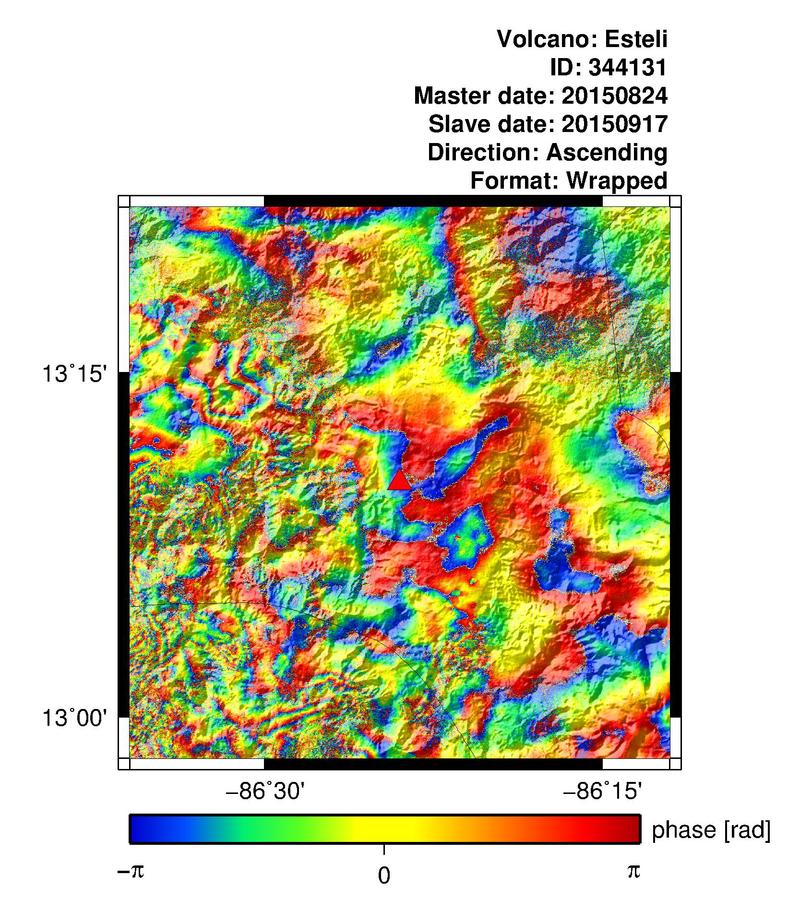 Volcano: Esteli
ID: 344131
Master date: 20150824
Slave date: 20150917
Direction: Ascending
Format: Wrapped
13˚15'
13˚00'
−86˚30' −86˚15'
phase [rad]
−π 0 π